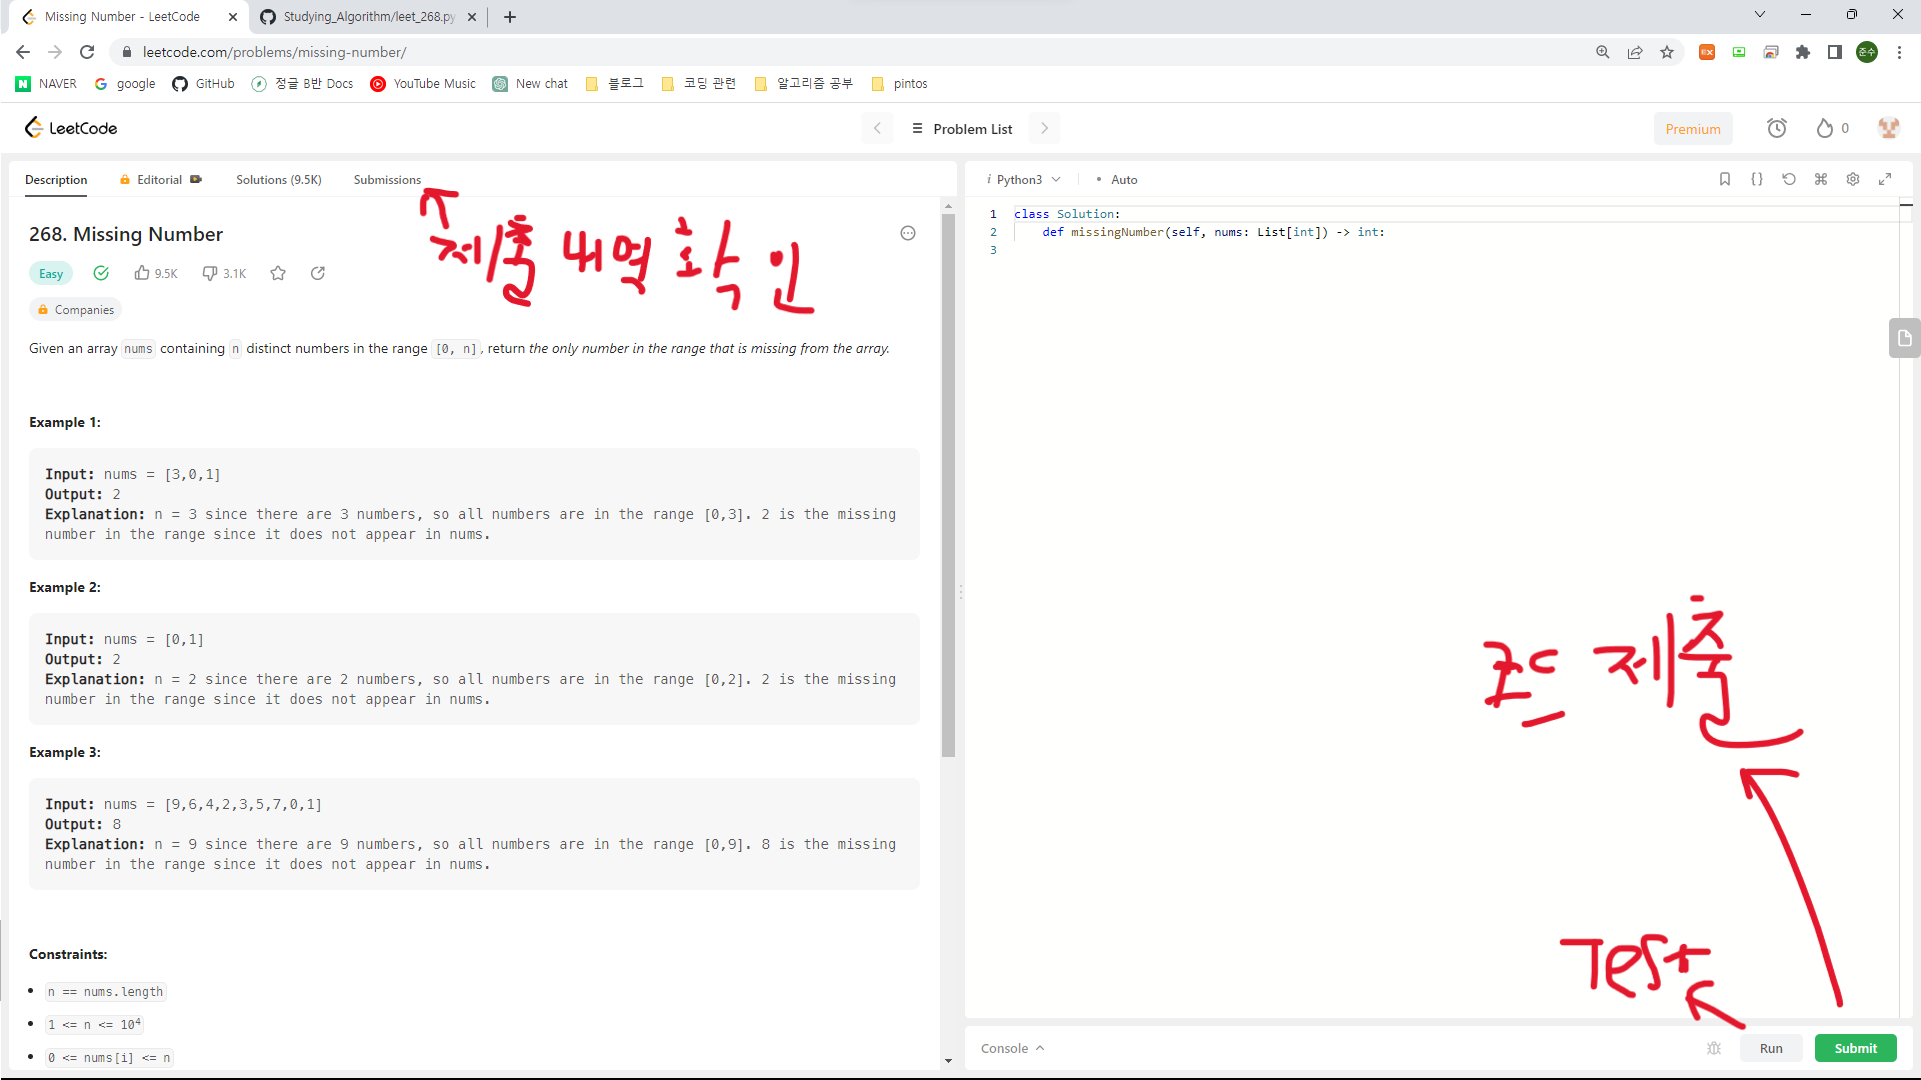 Missing Number - LeetCode
Studying_Algorithm/leet_268.py
leetcode.com/problems/missing-number/
준수
NAVER google GitHub 정글 B반 Docs YouTube Music New chat 블로그 코딩 관련 알고리즘 공부 pintos
LeetCode
Problem List
Premium
0
Description Editorial Solutions (9.5K) Submissions
제출 내역 확인
268. Missing Number
Easy 9.5K 3.1K
Companies
Given an array nums containing n distinct numbers in the range [0, n], return the only number in the range that is missing from the array.
Example 1:
Input: nums = [3,0,1]
Output: 2
Explanation: n = 3 since there are 3 numbers, so all numbers are in the range [0,3]. 2 is the missing
number in the range since it does not appear in nums.
Example 2:
Input: nums = [0,1]
Output: 2
Explanation: n = 2 since there are 2 numbers, so all numbers are in the range [0,2]. 2 is the missing
number in the range since it does not appear in nums.
Example 3:
Input: nums = [9,6,4,2,3,5,7,0,1]
Output: 8
Explanation: n = 9 since there are 9 numbers, so all numbers are in the range [0,9]. 8 is the missing
number in the range since it does not appear in nums.
Constraints:
n == nums.length
1 <= n <= 10⁴
0 <= nums[i] <= n
i Python3 • Auto
{}
1 class Solution:
2 def missingNumber(self, nums: List[int]) -> int:
3
코드 제출
Test
Console
Run
Submit